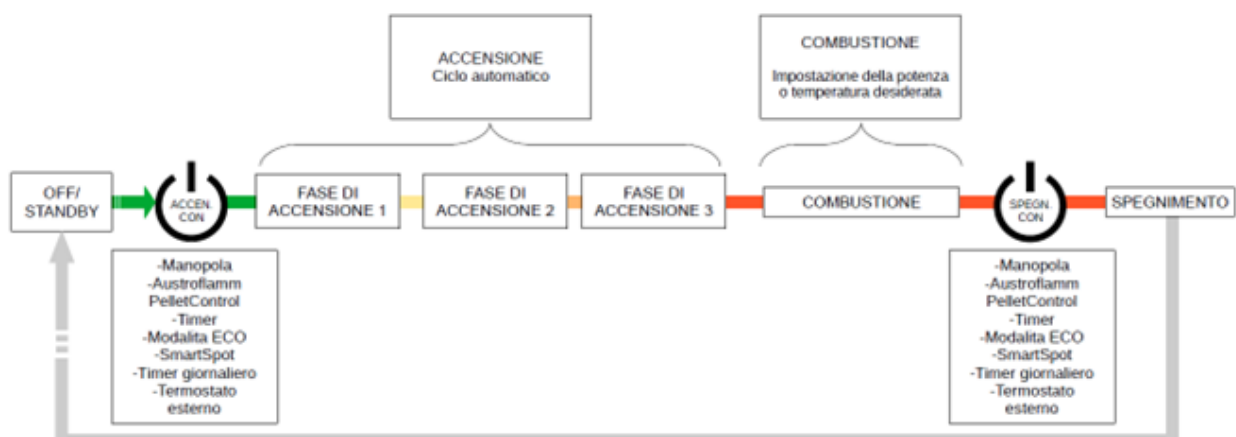 ACCENSIONE
Ciclo automatico
COMBUSTIONE
Impostazione della potenza
o temperatura desiderata
OFF/
STANDBY
ACCEN.
CON
FASE DI
ACCENSIONE 1
FASE DI
ACCENSIONE 2
FASE DI
ACCENSIONE 3
COMBUSTIONE
SPEGN.
CON
SPEGNIMENTO
-Manopola
-Austroflamm
PelletControl
-Timer
-Modalita ECO
-SmartSpot
-Timer giornaliero
-Termostato
esterno
-Manopola
-Austroflamm
PelletControl
-Timer
-Modalita ECO
-SmartSpot
-Timer giornaliero
-Termostato
esterno